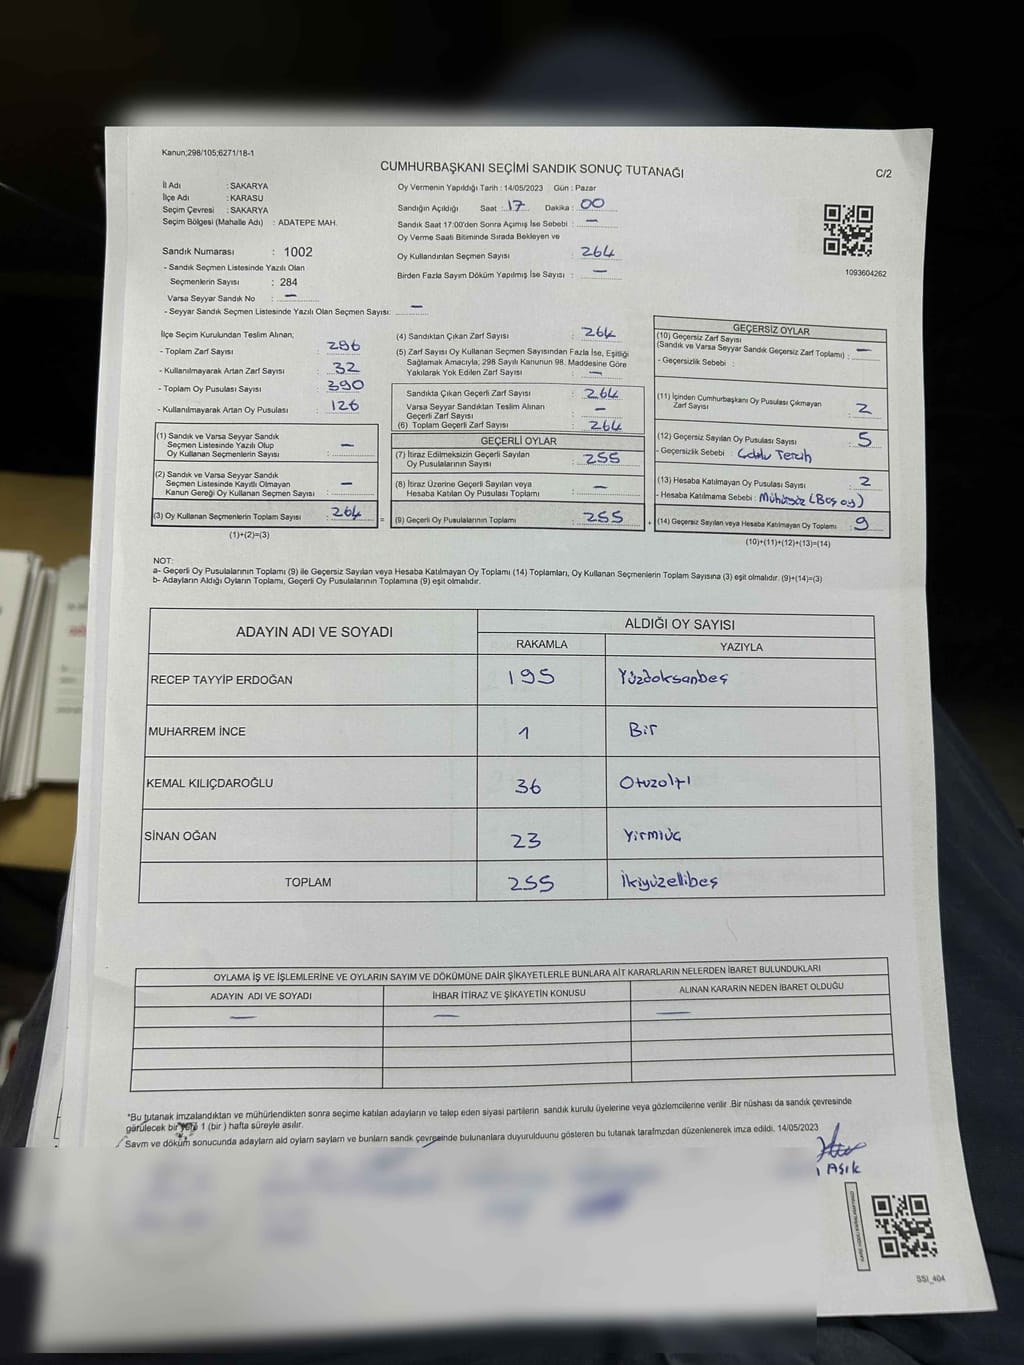 Kanun;298/105;6271/18-1
CUMHURBAŞKANI SEÇİMİ SANDIK SONUÇ TUTANAĞI
C/2
İl Adı : SAKARYA
İlçe Adı : KARASU
Seçim Çevresi : SAKARYA
Seçim Bölgesi (Mahalle Adı) : ADATEPE MAH.
Sandık Numarası : 1002
- Sandık Seçmen Listesinde Yazılı Olan
Seçmenlerin Sayısı : 284
Varsa Seyyar Sandık No : —
- Seyyar Sandık Seçmen Listesinde Yazılı Olan Seçmen Sayısı: —
Oy Vermenin Yapıldığı Tarih : 14/05/2023 Gün : Pazar
Sandığın Açıldığı Saat : 17 Dakika : 00
Sandık Saat 17:00'den Sonra Açımış İse Sebebi : —
Oy Verme Saati Bitiminde Sırada Bekleyen ve
Oy Kullandırılan Seçmen Sayısı : 264
Birden Fazla Sayım Döküm Yapılmış İse Sayısı : —
1093604262
İlçe Seçim Kurulundan Teslim Alınan;
- Toplam Zarf Sayısı : 296
- Kullanılmayarak Artan Zarf Sayısı : 32
- Toplam Oy Pusulası Sayısı : 390
- Kullanılmayarak Artan Oy Pusulası : 126
(1) Sandık ve Varsa Seyyar Sandık
Seçmen Listesinde Yazılı Olup
Oy Kullanan Seçmenlerin Sayısı : —
(2) Sandık ve Varsa Seyyar Sandık
Seçmen Listesinde Kayıtlı Olmayan
Kanun Gereği Oy Kullanan Seçmen Sayısı : —
(3) Oy Kullanan Seçmenlerin Toplam Sayısı : 264
(1)+(2)=(3)
(4) Sandıktan Çıkan Zarf Sayısı : 264
(5) Zarf Sayısı Oy Kullanan Seçmen Sayısından Fazla İse, Eşitliği
Sağlamak Amacıyla; 298 Sayılı Kanunun 98. Maddesine Göre
Yakılarak Yok Edilen Zarf Sayısı : —
Sandıkta Çıkan Geçerli Zarf Sayısı : 264
Varsa Seyyar Sandıktan Teslim Alınan
Geçerli Zarf Sayısı : —
(6) Toplam Geçerli Zarf Sayısı : 264
GEÇERLİ OYLAR
(7) İtiraz Edilmeksizin Geçerli Sayılan
Oy Pusulalarının Sayısı : 255
(8) İtiraz Üzerine Geçerli Sayılan veya
Hesaba Katılan Oy Pusulası Toplamı : —
= (9) Geçerli Oy Pusulalarının Toplamı : 255 +
GEÇERSİZ OYLAR
(10) Geçersiz Zarf Sayısı
(Sandık ve Varsa Seyyar Sandık Geçersiz Zarf Toplamı) : —
- Geçersizlik Sebebi :
(11) İçinden Cumhurbaşkanı Oy Pusulası Çıkmayan
Zarf Sayısı : 2
(12) Geçersiz Sayılan Oy Pusulası Sayısı : 5
- Geçersizlik Sebebi : Çoklu Tercih
(13) Hesaba Katılmayan Oy Pusulası Sayısı : 2
- Hesaba Katılmama Sebebi : Mühürsüz (Boş oy)
(14) Geçersiz Sayılan veya Hesaba Katılmayan Oy Toplamı : 9
(10)+(11)+(12)+(13)=(14)
NOT:
a- Geçerli Oy Pusulalarının Toplamı (9) ile Geçersiz Sayılan veya Hesaba Katılmayan Oy Toplamı (14) Toplamları, Oy Kullanan Seçmenlerin Toplam Sayısına (3) eşit olmalıdır. (9)+(14)=(3)
b- Adayların Aldığı Oyların Toplamı, Geçerli Oy Pusulalarının Toplamına (9) eşit olmalıdır.
ADAYIN ADI VE SOYADI
ALDIĞI OY SAYISI
RAKAMLA YAZIYLA
RECEP TAYYİP ERDOĞAN 195 Yüzdoksanbeş
MUHARREM İNCE 1 Bir
KEMAL KILIÇDAROĞLU 36 Otuzaltı
SİNAN OĞAN 23 Yirmiüç
TOPLAM 255 İkiyüzellibeş
OYLAMA İŞ VE İŞLEMLERİNE VE OYLARIN SAYIM VE DÖKÜMÜNE DAİR ŞİKAYETLERLE BUNLARA AİT KARARLARIN NELERDEN İBARET BULUNDUKLARI
ADAYIN ADI VE SOYADI İHBAR İTİRAZ VE ŞİKAYETİN KONUSU ALINAN KARARIN NEDEN İBARET OLDUĞU
— — —
*Bu tutanak imzalandıktan ve mühürlendikten sonra seçime katılan adayların ve talep eden siyasi partilerin sandık kurulu üyelerine veya gözlemcilerine verilir .Bir nüshası da sandık çevresinde
görülecek bir yere 1 (bir ) hafta süreyle asılır.
Sayım ve döküm sonucunda adayların ald oyların sayların ve bunların sandık çevresinde bulunanlara duyurulduunu gösteren bu tutanak tarafmzdan düzenlenerek imza edildi. 14/05/2023
Aşık
SSI_404